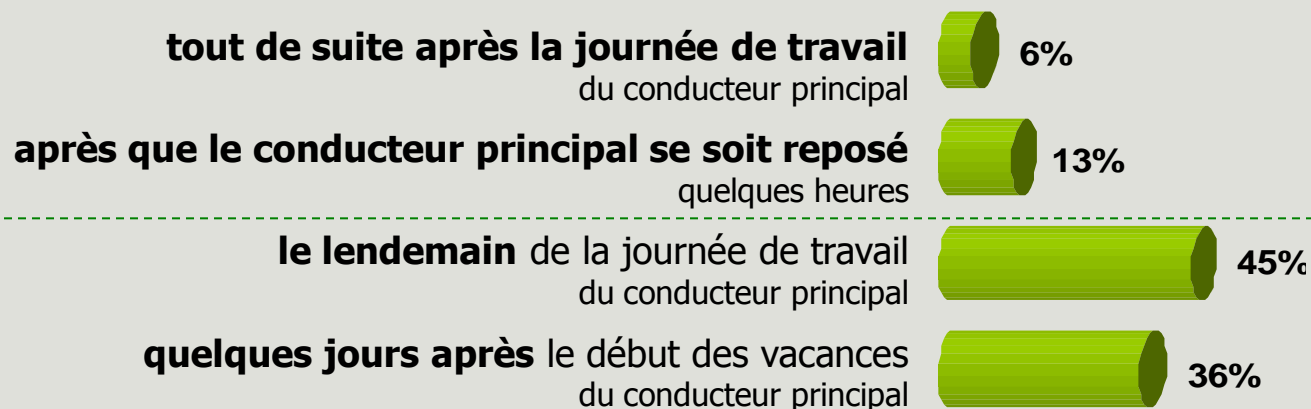 tout de suite après la journée de travail
du conducteur principal
6%
après que le conducteur principal se soit reposé
quelques heures
13%
le lendemain de la journée de travail
du conducteur principal
45%
quelques jours après le début des vacances
du conducteur principal
36%